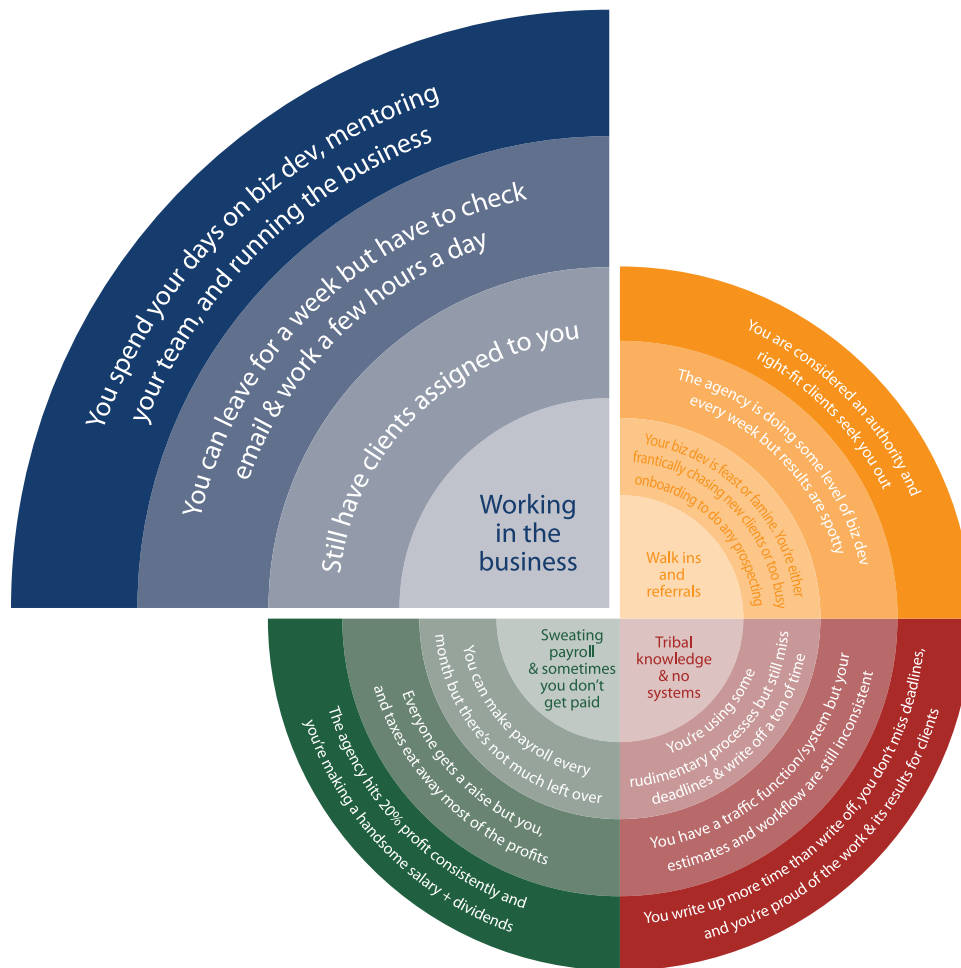 You spend your days on biz dev, mentoring
your team, and running the business
You can leave for a week but have to check
email & work a few hours a day
Still have clients assigned to you
Working
in the
business
You are considered an authority and
right-fit clients seek you out
The agency is doing some level of biz dev
every week but results are spotty
Your biz dev is feast or famine. You're either
frantically chasing new clients or too busy
onboarding to do any prospecting
Walk ins
and
referrals
Sweating
payroll
& sometimes
you don't
get paid
You can make payroll every
month but there's not much left over
Everyone gets a raise but you,
and taxes eat away most of the profits
The agency hits 20% profit consistently and
you're making a handsome salary + dividends
Tribal
knowledge
& no
systems
You're using some
rudimentary processes but still miss
deadlines & write off a ton of time
You have a traffic function/system but your
estimates and workflow are still inconsistent
You write up more time than write off, you don't miss deadlines,
and you're proud of the work & its results for clients